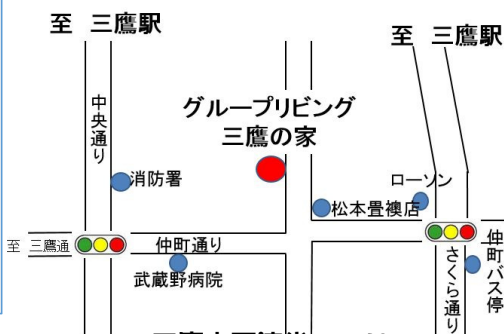 至 三鷹駅
至 三鷹駅
中央通り
グループリビング
三鷹の家
消防署
ローソン
松本畳襖店
至 三鷹通
仲町通り
武蔵野病院
さくら通り
仲町バス停